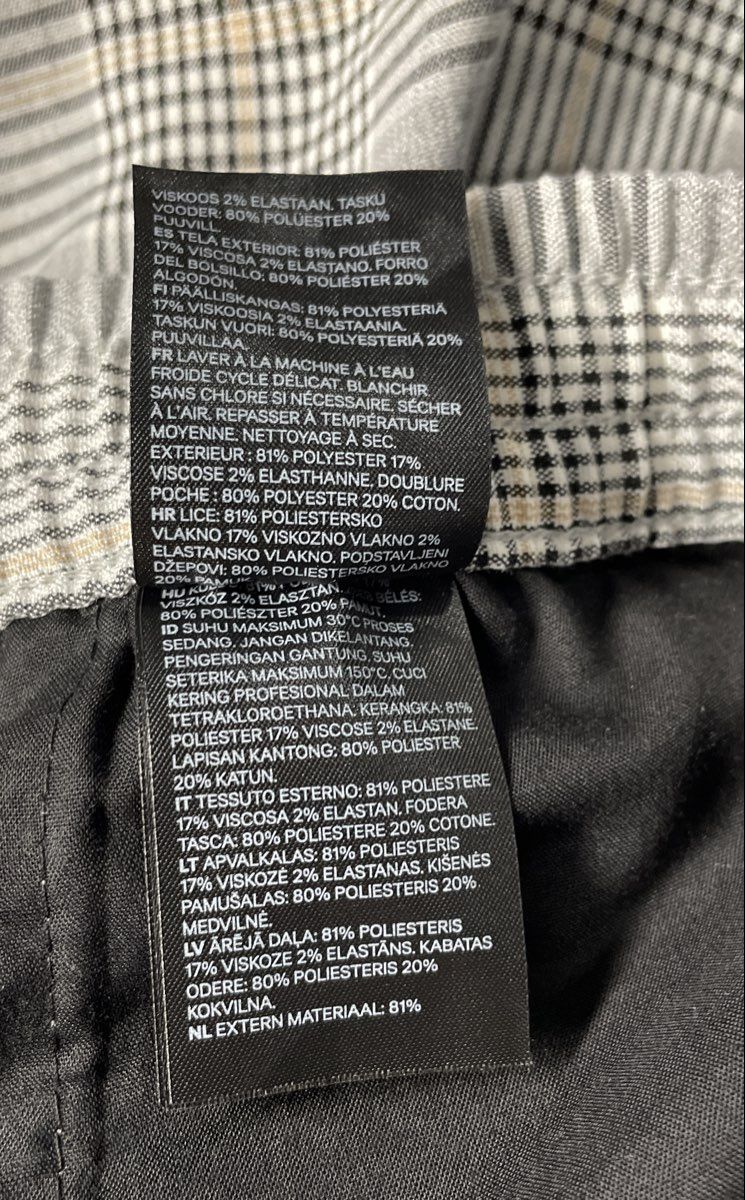 VISKOOS 2% ELASTAAN. TASKU
VOODER: 80% POLÜESTER 20%
PUUVILL.
ES TELA EXTERIOR: 81% POLIÉSTER
17% VISCOSA 2% ELASTANO. FORRO
DEL BOLSILLO: 80% POLIÉSTER 20%
ALGODÓN.
FI PÄÄLLISKANGAS: 81% POLYESTERIÄ
17% VISKOOSIA 2% ELASTAANIA.
TASKUN VUORI: 80% POLYESTERIÄ 20%
PUUVILLAA.
FR LAVER À LA MACHINE À L'EAU
FROIDE CYCLE DÉLICAT. BLANCHIR
SANS CHLORE SI NÉCESSAIRE. SÉCHER
À L'AIR. REPASSER À TEMPÉRATURE
MOYENNE. NETTOYAGE À SEC.
EXTERIEUR : 81% POLYESTER 17%
VISCOSE 2% ELASTHANNE. DOUBLURE
POCHE : 80% POLYESTER 20% COTON.
HR LICE: 81% POLIESTERSKO
VLAKNO 17% VISKOZNO VLAKNO 2%
ELASTANSKO VLAKNO. PODSTAVLJENI
DŽEPOVI: 80% POLIESTERSKO VLAKNO
20% PAMUK
HU 17%
VISZKÓZ 2% ELASZTÁN. BÉLÉS:
80% POLIÉSZTER 20% PAMUT
ID SUHU MAKSIMUM 30°C PROSES
SEDANG. JANGAN DIKELANTANG.
PENGERINGAN GANTUNG. SUHU
SETERIKA MAKSIMUM 150°C. CUCI
KERING PROFESIONAL DALAM
TETRAKLOROETHANA. KERANGKA: 81%
POLIESTER 17% VISCOSE 2% ELASTANE.
LAPISAN KANTONG: 80% POLIESTER
20% KATUN.
IT TESSUTO ESTERNO: 81% POLIESTERE
17% VISCOSA 2% ELASTAN. FODERA
TASCA: 80% POLIESTERE 20% COTONE.
LT APVALKALAS: 81% POLIESTERIS
17% VISKOZĖ 2% ELASTANAS. KIŠENĖS
PAMUŠALAS: 80% POLIESTERIS 20%
MEDVILNĖ.
LV ĀRĒJĀ DAĻA: 81% POLIESTERIS
17% VISKOZE 2% ELASTĀNS. KABATAS
ODERE: 80% POLIESTERIS 20%
KOKVILNA.
NL EXTERN MATERIAAL: 81%